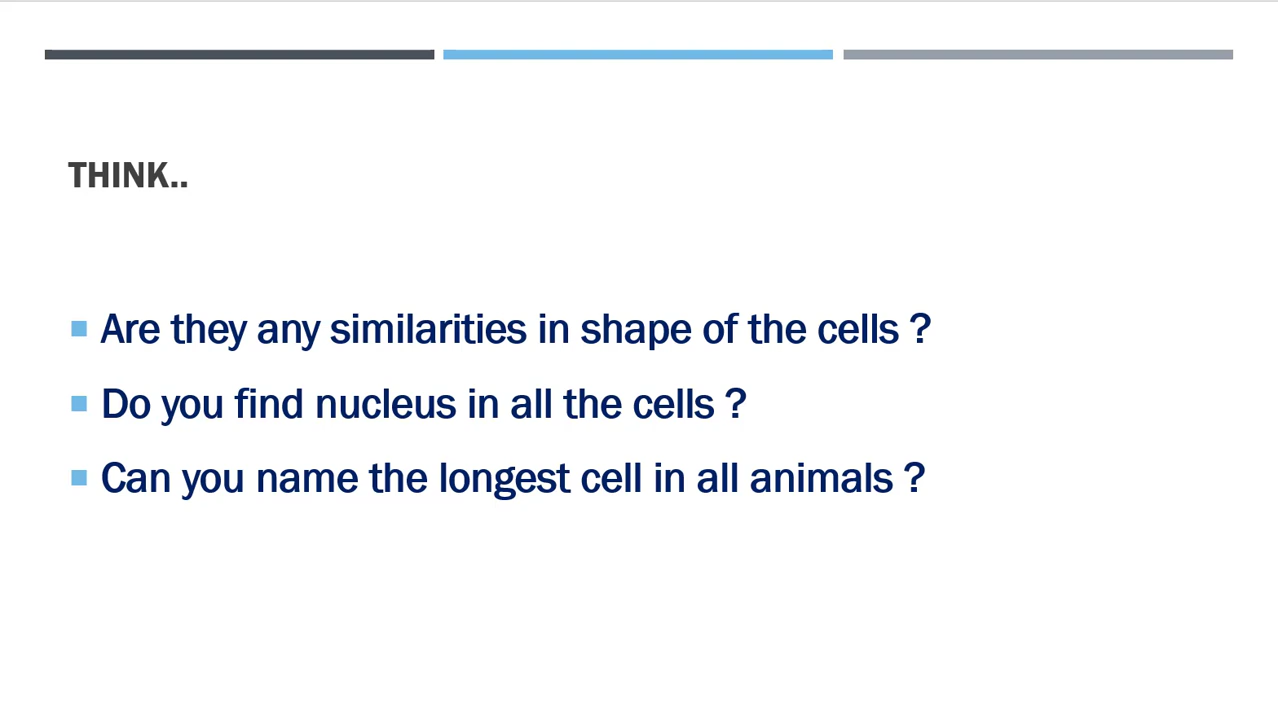 THINK..
Are they any similarities in shape of the cells ?
Do you find nucleus in all the cells ?
Can you name the longest cell in all animals ?